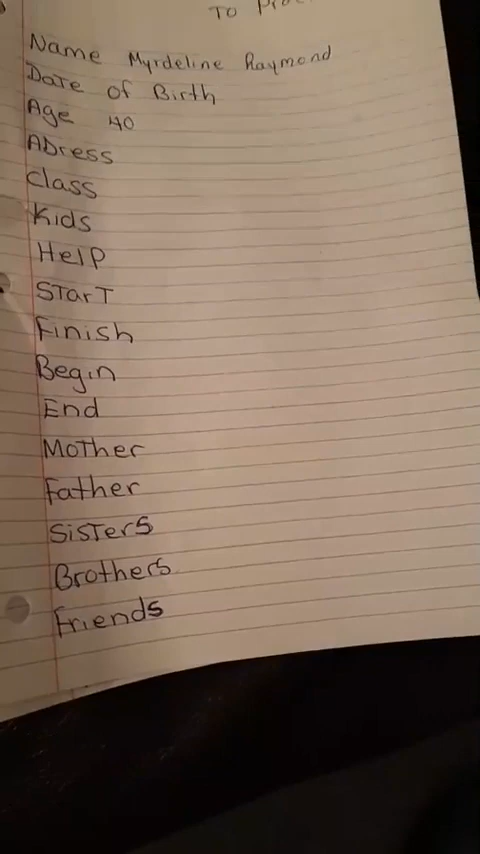 To
Name Myrdeline Raymond
Date of Birth
Age 40
Adress
Class
Kids
Help
Start
Finish
Begin
End
Mother
Father
Sisters
Brothers
Friends